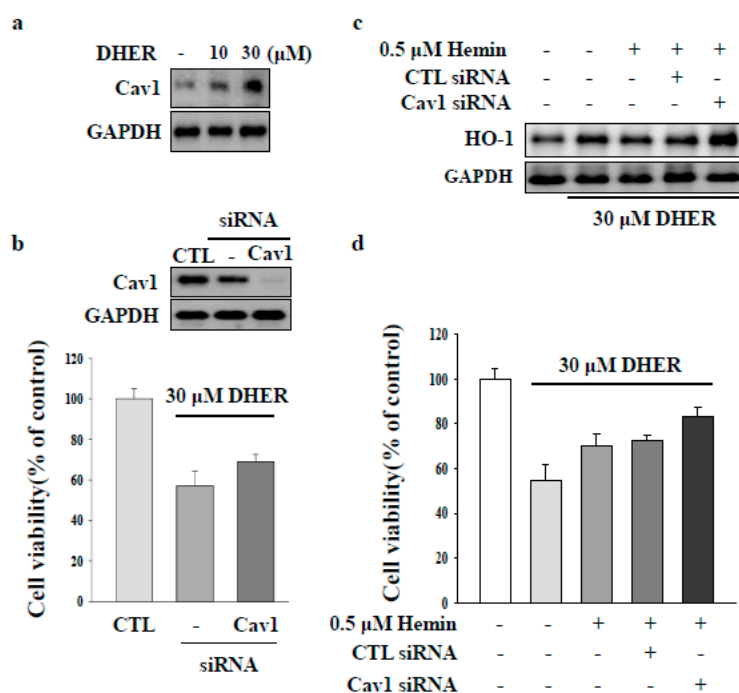 a
DHER - 10 30 (μM)
Cav1
GAPDH
b
siRNA
CTL - Cav1
Cav1
GAPDH
Cell viability(% of control)
120
100
80
60
40
20
0
30 μM DHER
CTL - Cav1
siRNA
c
0.5 μM Hemin - - + + +
CTL siRNA - - - + -
Cav1 siRNA - - - - +
HO-1
GAPDH
30 μM DHER
d
Cell viability(% of control)
120
100
80
60
40
20
0
30 μM DHER
0.5 μM Hemin - - + + +
CTL siRNA - - - + -
Cav1 siRNA - - - - +